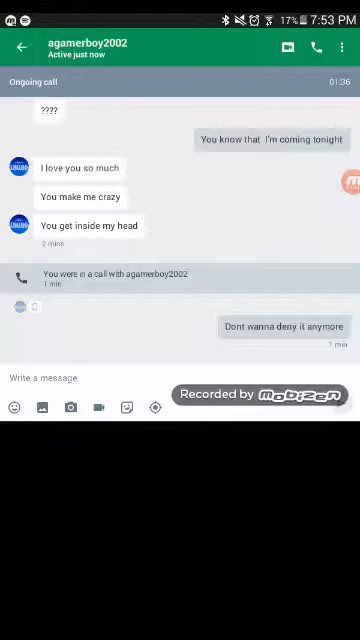 17% 7:53 PM
agamerboy2002
Active just now
Ongoing call 01:36
????
You know that I'm coming tonight
I love you so much
You make me crazy
You get inside my head
2 mins
You were in a call with agamerboy2002
1 min
Dont wanna deny it anymore
1 min
Write a message
Recorded by mobizen